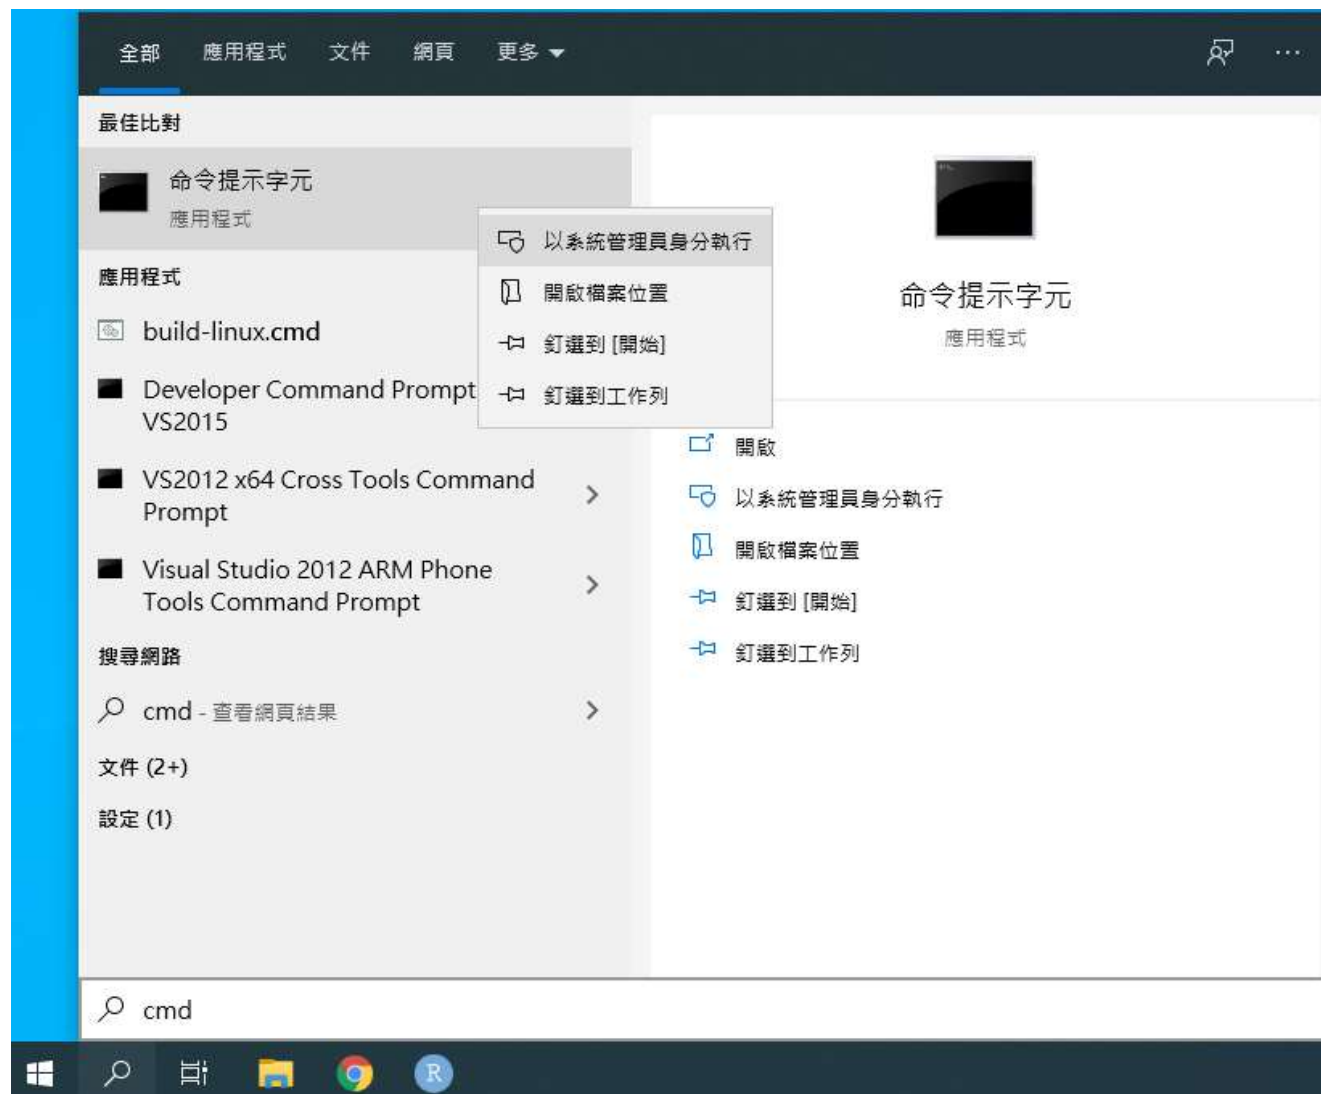 全部 應用程式 文件 網頁 更多
最佳比對
命令提示字元
應用程式
以系統管理員身分執行
開啟檔案位置
釘選到 [開始]
釘選到工作列
應用程式
build-linux.cmd
Developer Command Prompt
VS2015
VS2012 x64 Cross Tools Command
Prompt
Visual Studio 2012 ARM Phone
Tools Command Prompt
搜尋網路
cmd - 查看網頁結果
文件 (2+)
設定 (1)
命令提示字元
應用程式
開啟
以系統管理員身分執行
開啟檔案位置
釘選到 [開始]
釘選到工作列
cmd
R